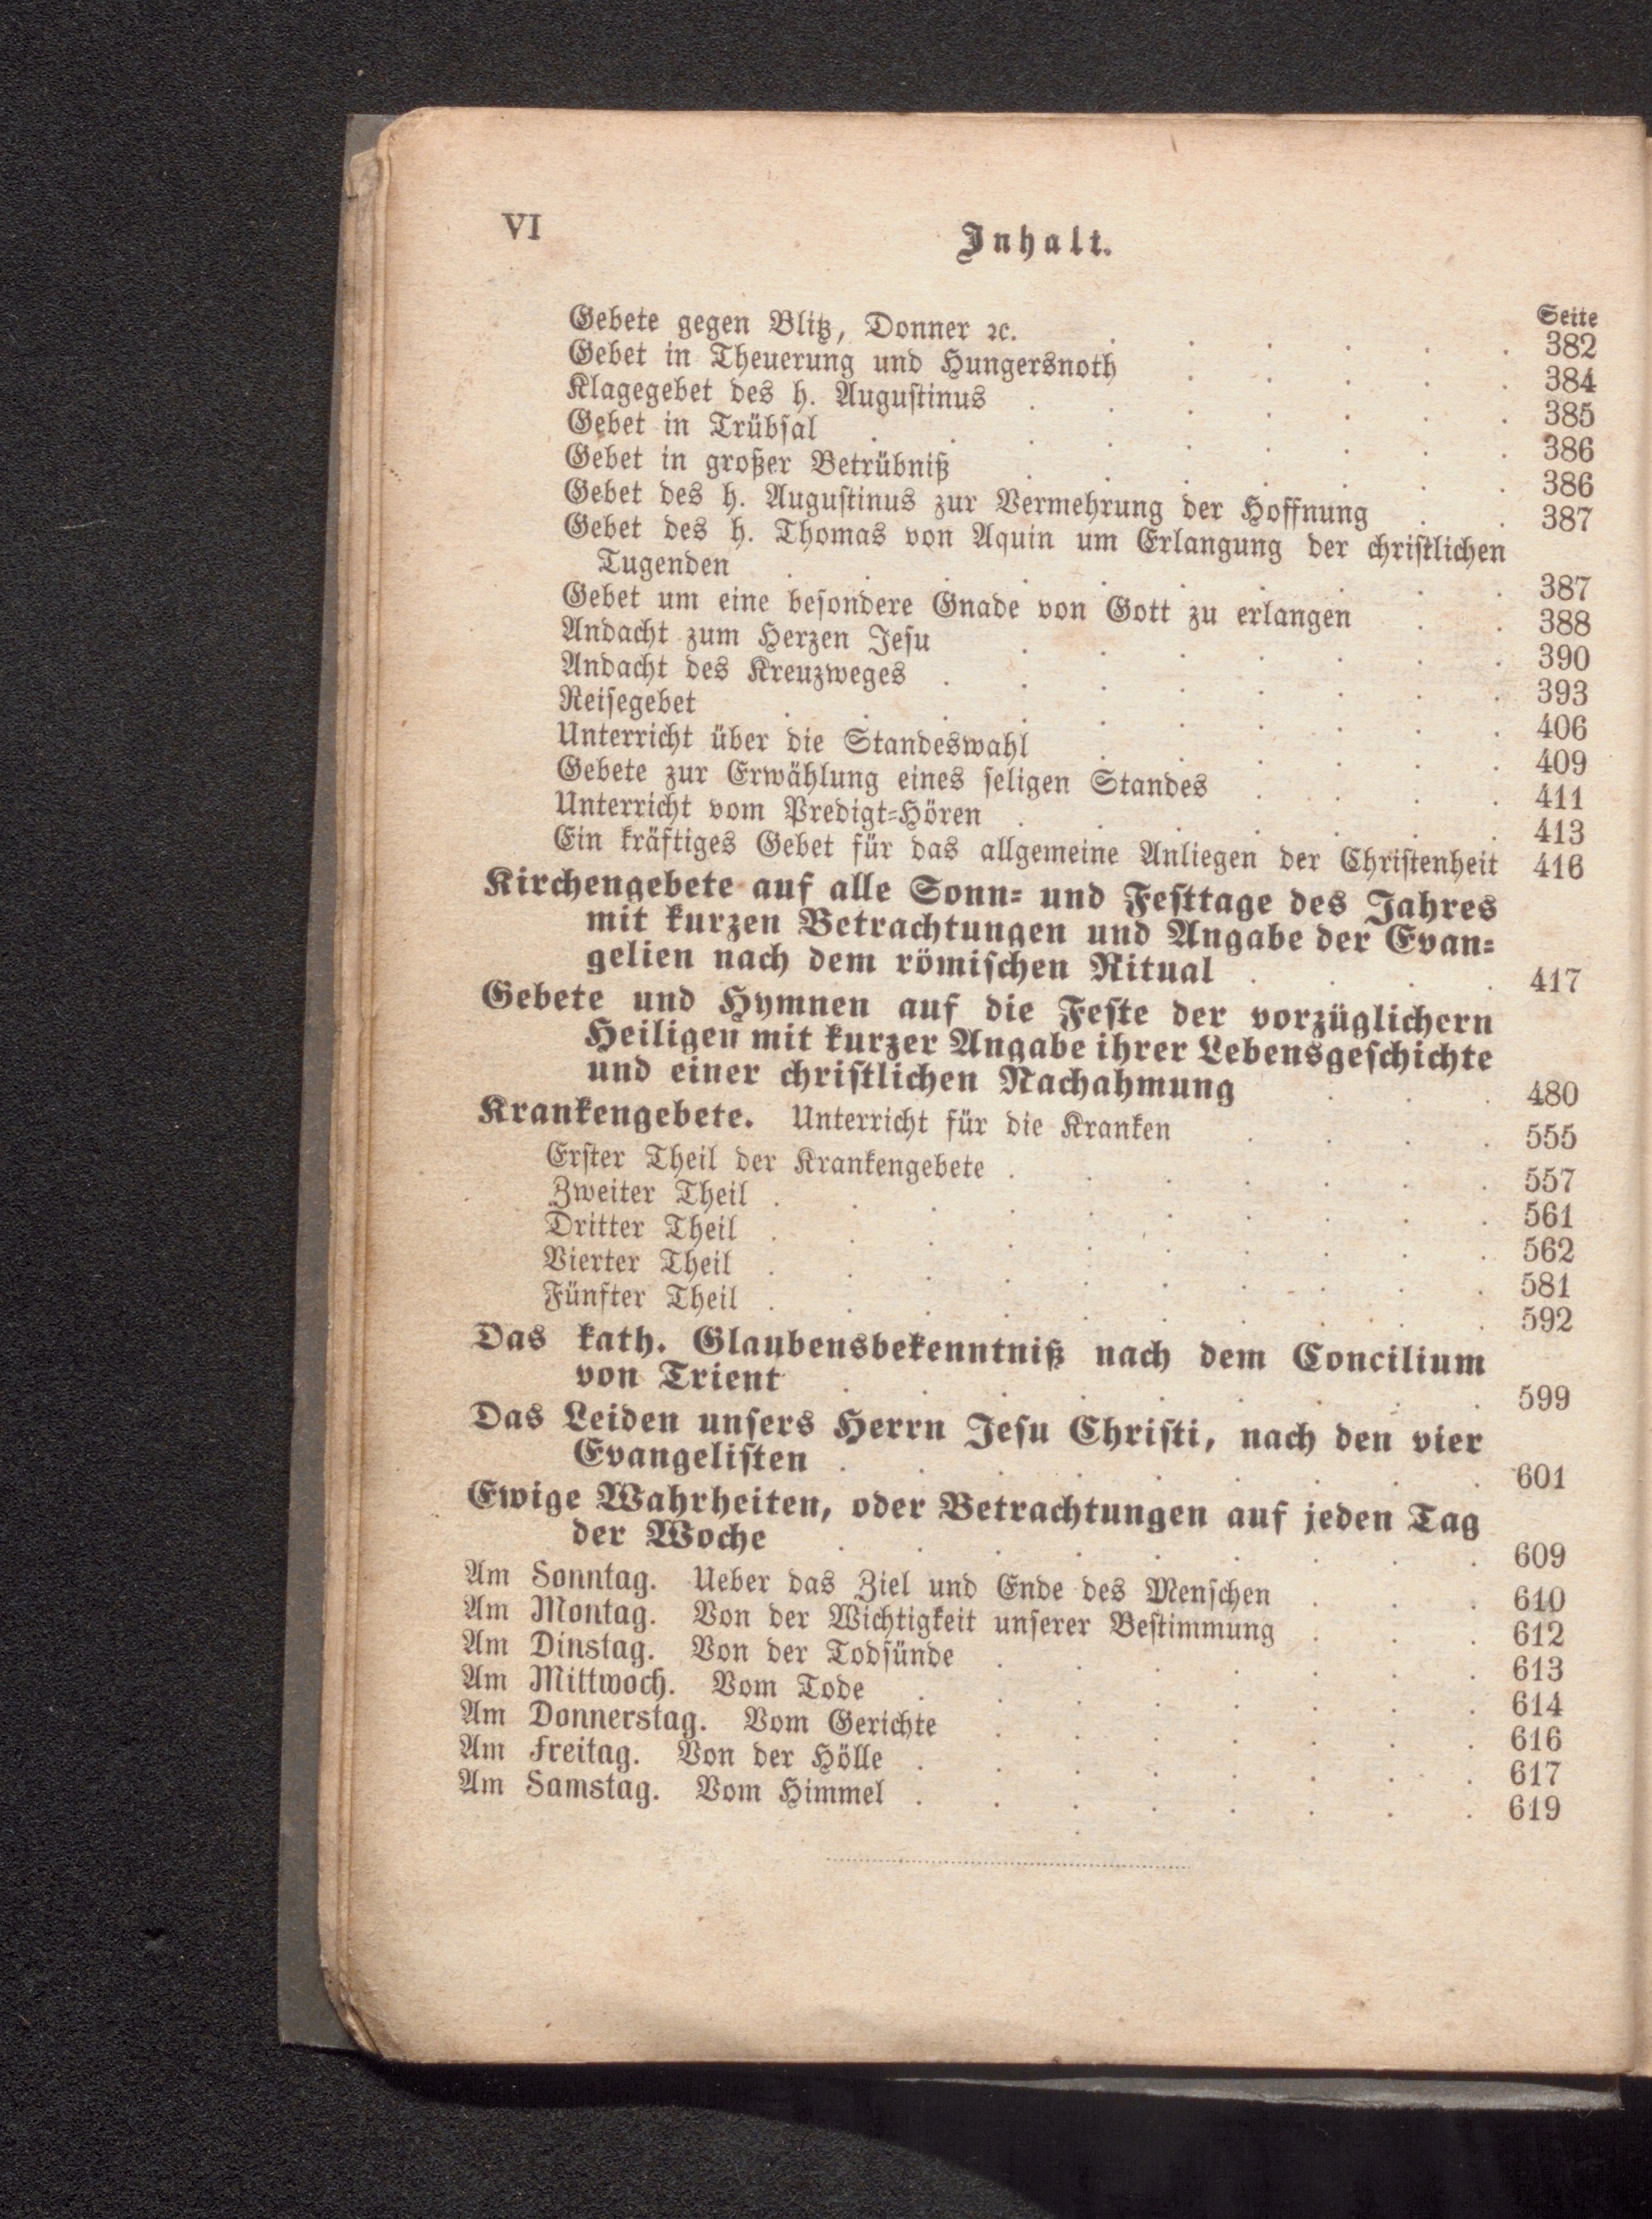 VI
Inhalt.
Seite
Gebete gegen Blitz, Donner ꝛc. . . . . . . 382
Gebet in Theuerung und Hungersnoth . . . . . 384
Klagegebet des h. Auguſtinus . . . . . . . 385
Gebet in Trübſal . . . . . . . . . 386
Gebet in großer Betrübniß . . . . . . . 386
Gebet des h. Auguſtinus zur Vermehrung der Hoffnung . . 387
Gebet des h. Thomas von Aquin um Erlangung der chriſtlichen
Tugenden . . . . . . . . . . 387
Gebet um eine beſondere Gnade von Gott zu erlangen . . 388
Andacht zum Herzen Jeſu . . . . . . . 390
Andacht des Kreuzweges . . . . . . . . 393
Reiſegebet . . . . . . . . . . 406
Unterricht über die Standeswahl . . . . . . 409
Gebete zur Erwählung eines ſeligen Standes . . . . 411
Unterricht vom Predigt-Hören . . . . . . . 413
Ein kräftiges Gebet für das allgemeine Anliegen der Chriſtenheit 416
Kirchengebete auf alle Sonn- und Feſttage des Jahres
mit kurzen Betrachtungen und Angabe der Evan-
gelien nach dem römiſchen Ritual . . . . 417
Gebete und Hymnen auf die Feſte der vorzüglichern
Heiligen mit kurzer Angabe ihrer Lebensgeſchichte
und einer chriſtlichen Nachahmung . . . 480
Krankengebete. Unterricht für die Kranken . . . . 555
Erſter Theil der Krankengebete . . . . . . . 557
Zweiter Theil . . . . . . . . . . 561
Dritter Theil . . . . . . . . . . 562
Vierter Theil . . . . . . . . . . 581
Fünfter Theil . . . . . . . . . . 592
Das kath. Glaubensbekenntniß nach dem Concilium
von Trient . . . . . . . . . 599
Das Leiden unſers Herrn Jeſu Chriſti, nach den vier
Evangeliſten . . . . . . . . . 601
Ewige Wahrheiten, oder Betrachtungen auf jeden Tag
der Woche . . . . . . . . . 609
Am Sonntag. Ueber das Ziel und Ende des Menſchen . . . 610
Am Montag. Von der Wichtigkeit unſerer Beſtimmung . . . 612
Am Dinstag. Von der Todſünde . . . . . . . 613
Am Mittwoch. Vom Tode . . . . . . . . 614
Am Donnerstag. Vom Gerichte . . . . . . . 616
Am Freitag. Von der Hölle . . . . . . . . 617
Am Samstag. Vom Himmel . . . . . . . . 619